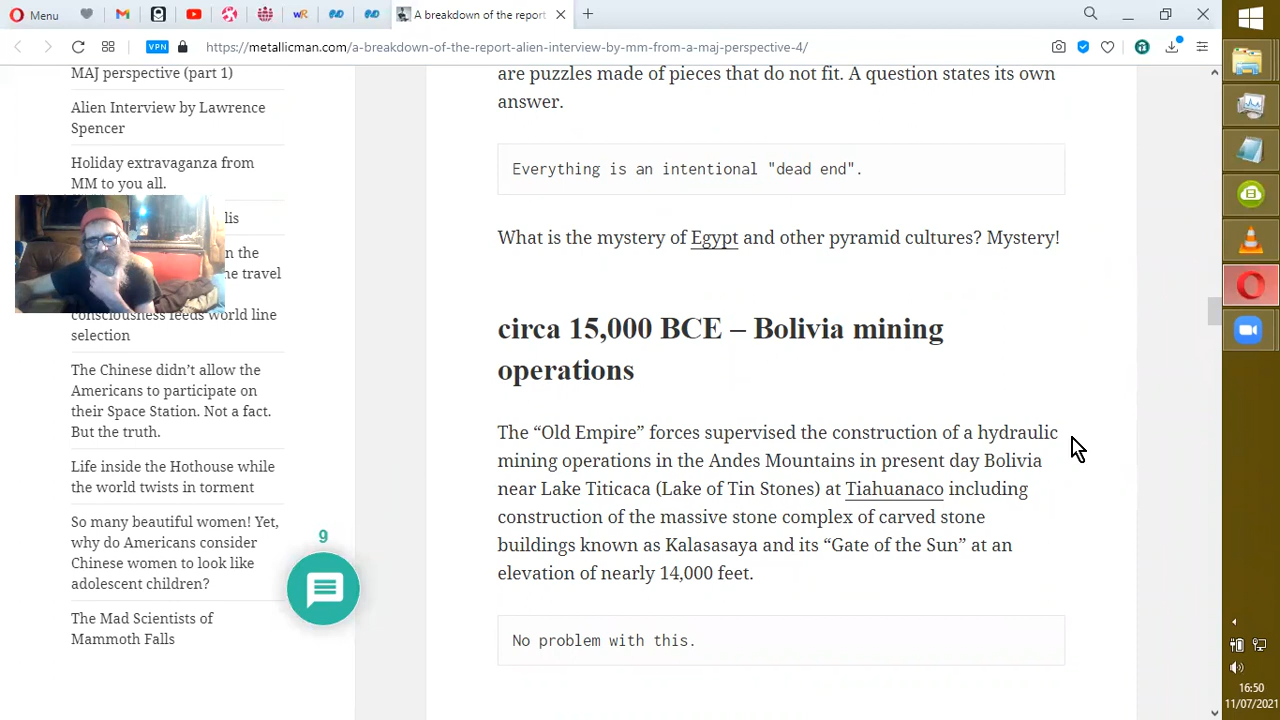 Menu
A breakdown of the report
https://metallicman.com/a-breakdown-of-the-report-alien-interview-by-mm-from-a-maj-perspective-4/
VPN
MAJ perspective (part 1)
Alien Interview by Lawrence
Spencer
Holiday extravaganza from
MM to you all.
lis
n the
ne travel
consciousness feeds world line
selection
The Chinese didn’t allow the
Americans to participate on
their Space Station. Not a fact.
But the truth.
Life inside the Hothouse while
the world twists in torment
So many beautiful women! Yet,
why do Americans consider
Chinese women to look like
adolescent children?
The Mad Scientists of
Mammoth Falls
9
are puzzles made of pieces that do not fit. A question states its own
answer.
Everything is an intentional "dead end".
What is the mystery of Egypt and other pyramid cultures? Mystery!
circa 15,000 BCE – Bolivia mining
operations
The “Old Empire” forces supervised the construction of a hydraulic
mining operations in the Andes Mountains in present day Bolivia
near Lake Titicaca (Lake of Tin Stones) at Tiahuanaco including
construction of the massive stone complex of carved stone
buildings known as Kalasasaya and its “Gate of the Sun” at an
elevation of nearly 14,000 feet.
No problem with this.
16:50
11/07/2021